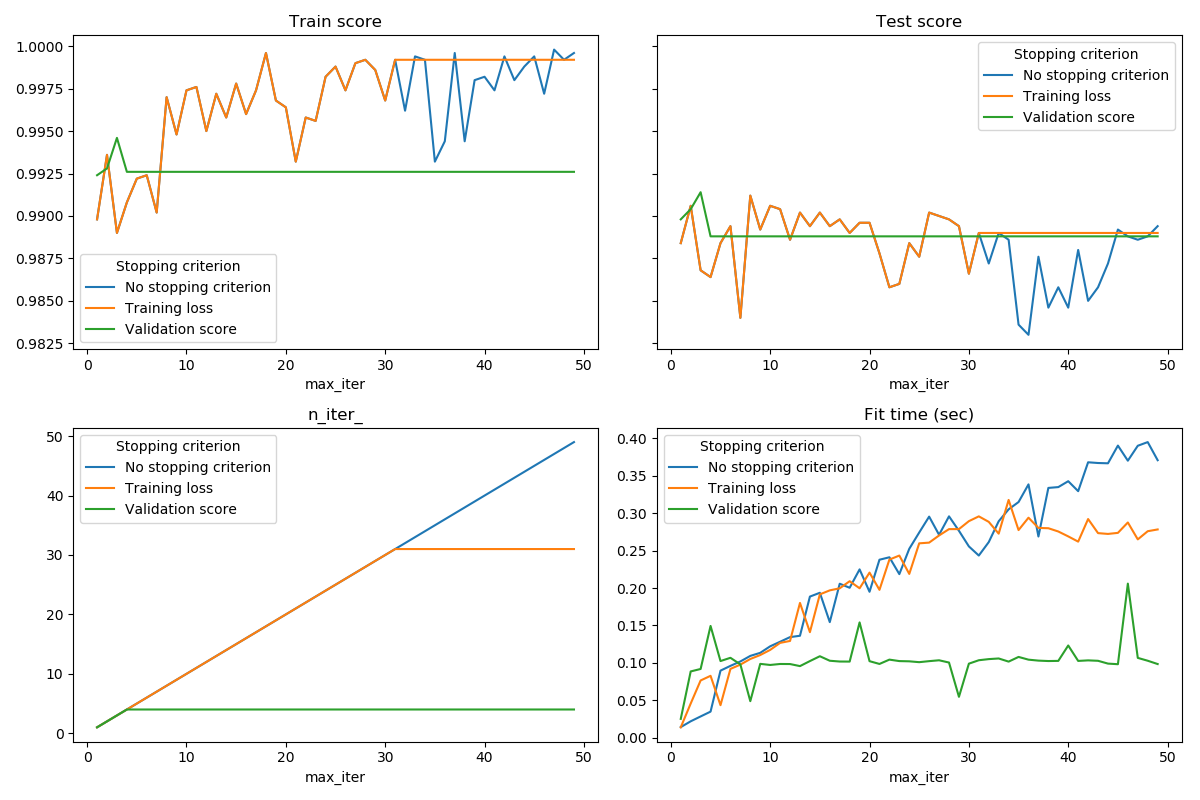 Train score
1.0000
0.9975
0.9950
0.9925
0.9900
0.9875
0.9850
0.9825
Stopping criterion
No stopping criterion
Training loss
Validation score
0 10 20 30 40 50
max_iter
Test score
Stopping criterion
No stopping criterion
Training loss
Validation score
0 10 20 30 40 50
max_iter
n_iter_
50
40
30
20
10
0
Stopping criterion
No stopping criterion
Training loss
Validation score
0 10 20 30 40 50
max_iter
Fit time (sec)
0.40
0.35
0.30
0.25
0.20
0.15
0.10
0.05
0.00
Stopping criterion
No stopping criterion
Training loss
Validation score
0 10 20 30 40 50
max_iter